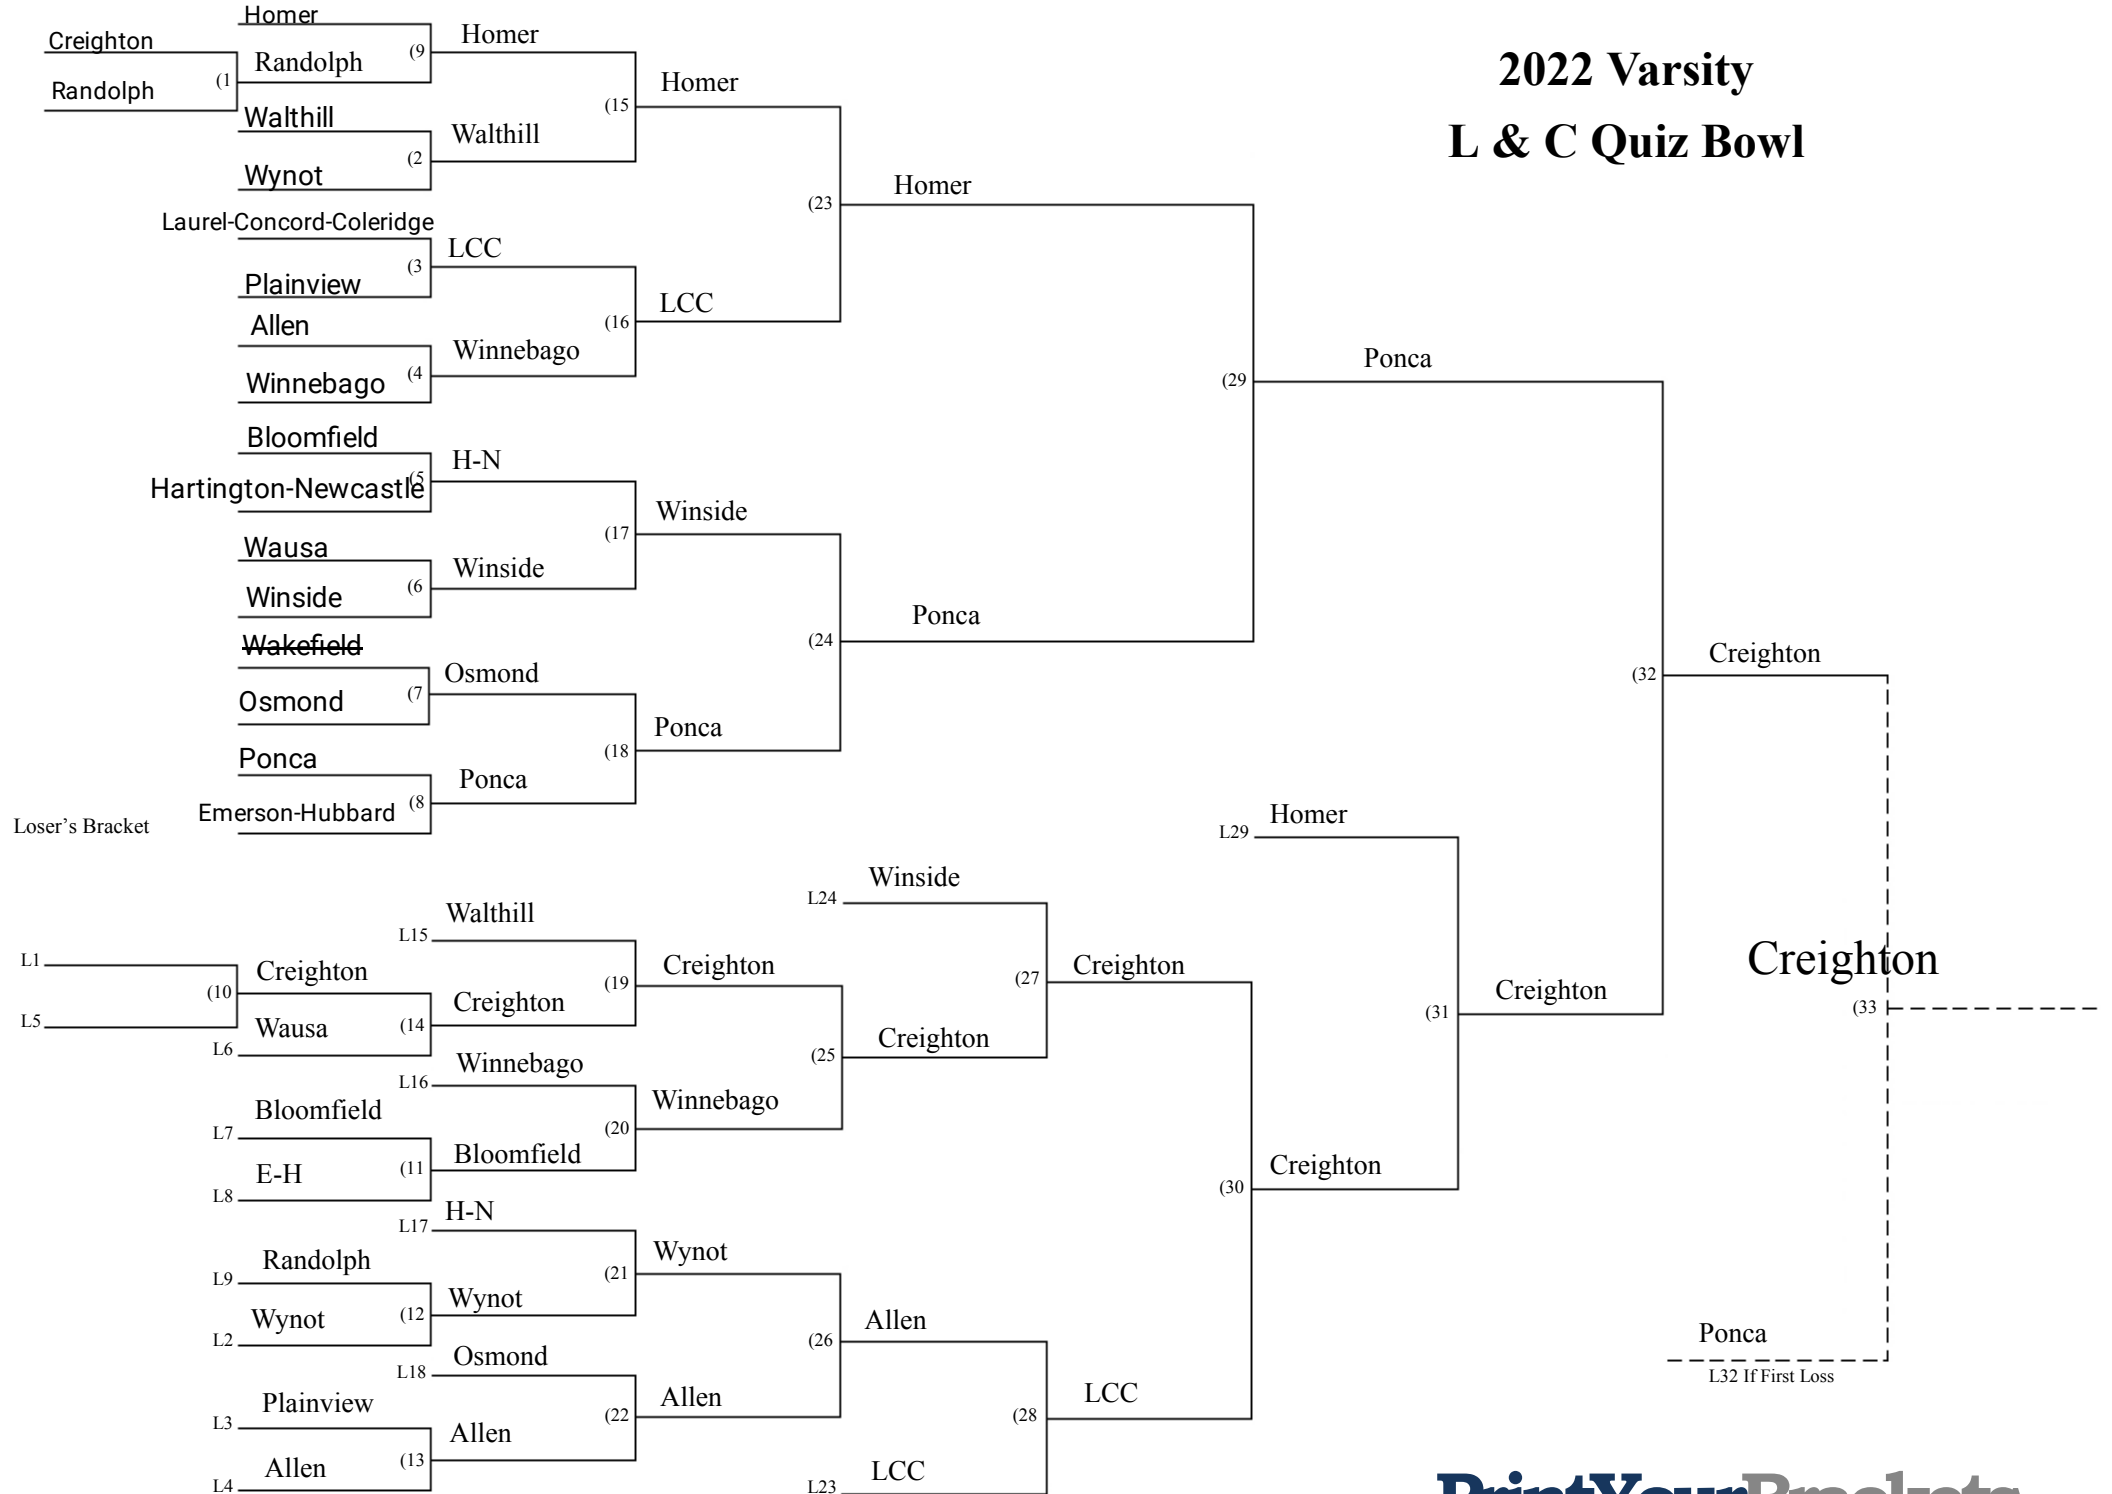 Homer
Creighton
(1
Randolph
Randolph
(9
Homer
Walthill
(2
Wynot
Walthill
(15
Homer
Laurel-Concord-Coleridge
(3
Plainview
LCC
Allen
(4
Winnebago
Winnebago
(16
LCC
(23
Homer
Bloomfield
(5
Hartington-Newcastle
H-N
Wausa
(6
Winside
Winside
(17
Winside
Wakefield
(7
Osmond
Osmond
Ponca
(8
Emerson-Hubbard
Ponca
(18
Ponca
(24
Ponca
(29
Ponca
2022 Varsity
L & C Quiz Bowl
Loser’s Bracket
L1
L5
(10
Creighton
Wausa
L6
(14
L15
Walthill
Creighton
(19
Creighton
L7
Bloomfield
L8
E-H
(11
L16
Winnebago
Bloomfield
(20
Winnebago
(25
Creighton
L24
Winside
(27
Creighton
L9
Randolph
L2
Wynot
(12
L17
H-N
Wynot
(21
Wynot
L3
Plainview
L4
Allen
(13
L18
Osmond
Allen
(22
Allen
(26
Allen
L23
LCC
(28
LCC
(30
Creighton
L29
Homer
(31
Creighton
(32
Creighton
Creighton
(33
Ponca
L32 If First Loss
PrintYourBrackets